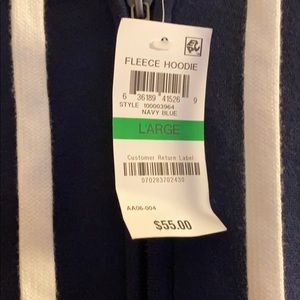 FLEECE HOODIE
6 36189 41526 9
STYLE 100003964
NAVY BLUE
LARGE
Customer Return Label
070283702430
AA06-004
$55.00